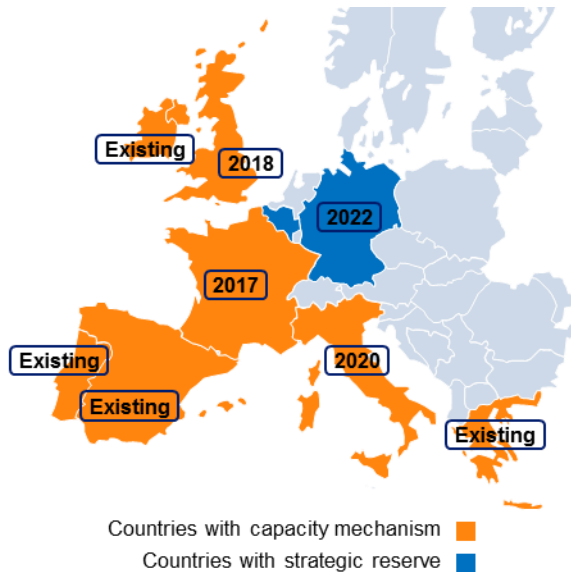 Existing
2018
2022
2017
Existing
2020
Existing
Existing
Countries with capacity mechanism
Countries with strategic reserve